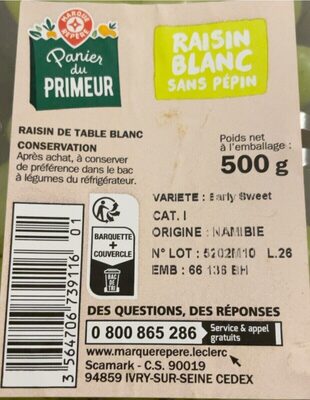 MARQUE
REPÈRE
Panier
du
PRIMEUR
RAISIN
BLANC
SANS PÉPIN
RAISIN DE TABLE BLANC
CONSERVATION
Après achat, à conserver
de préférence dans le bac
à légumes du réfrigérateur.
Poids net
à l'emballage :
500 g
VARIETE : Early Sweet
CAT. I
ORIGINE : NAMIBIE
N° LOT : 5202M10 L.26
EMB : 66 136 BH
BARQUETTE
+
COUVERCLE
BAC
DE
TRI
3 564706 739116 01
DES QUESTIONS, DES RÉPONSES
0 800 865 286 Service & appel
gratuits
www.marquerepere.leclerc
Scamark - C.S. 90019
94859 IVRY-SUR-SEINE CEDEX